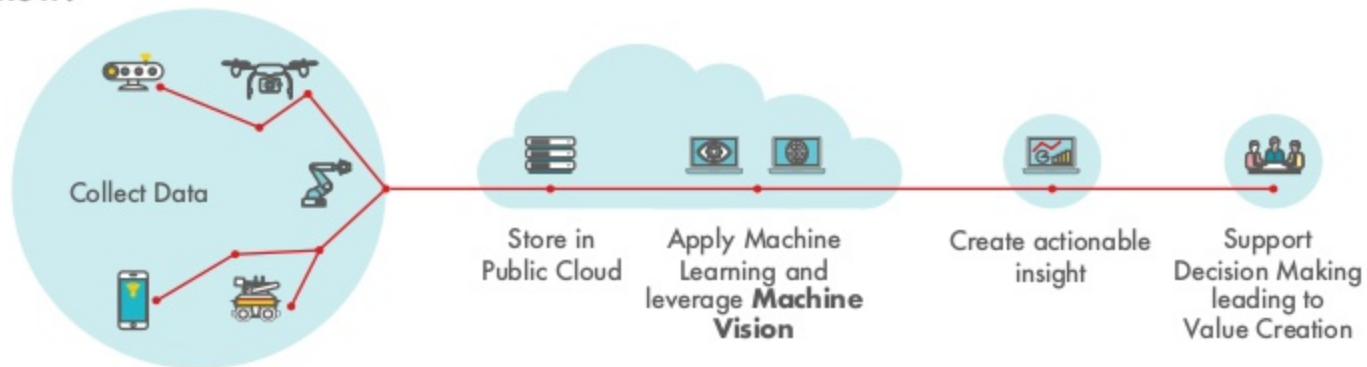 Collect Data
Store in
Public Cloud
Apply Machine
Learning and
leverage Machine
Vision
Create actionable
insight
Support
Decision Making
leading to
Value Creation